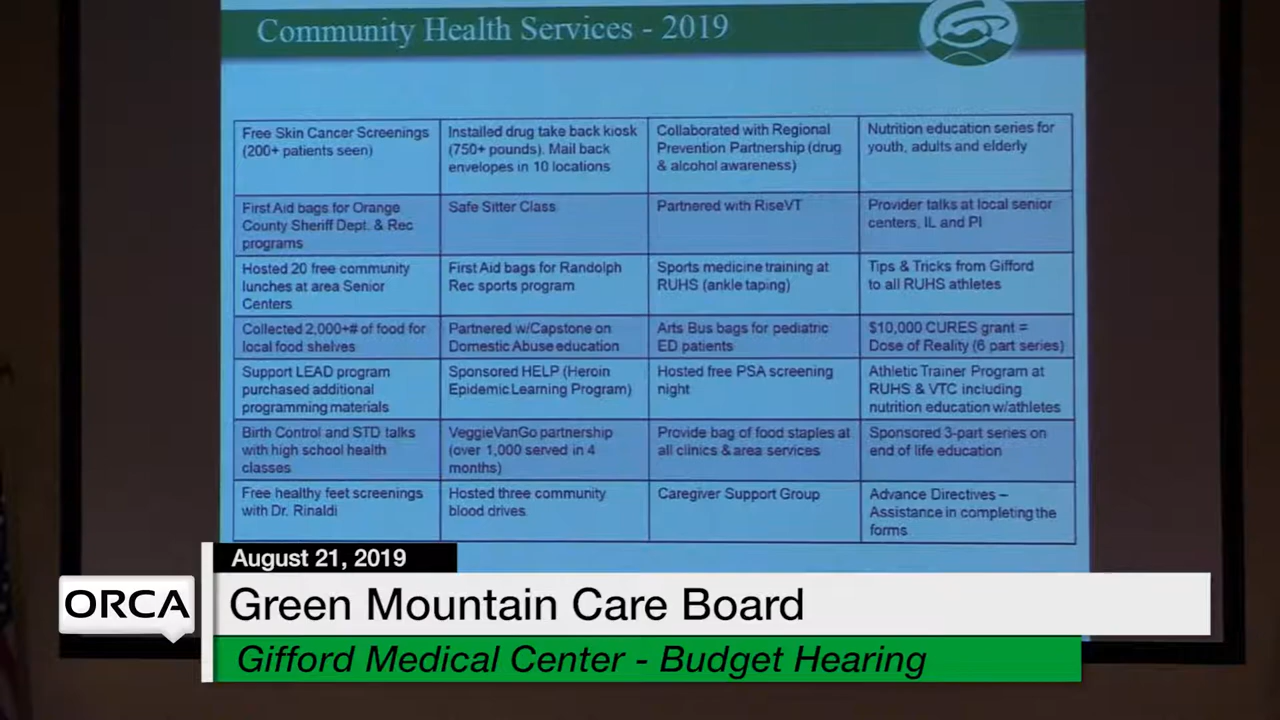 Community Health Services - 2019
Free Skin Cancer Screenings
(200+ patients seen)
Installed drug take back kiosk
(750+ pounds). Mail back
envelopes in 10 locations
Collaborated with Regional
Prevention Partnership (drug
& alcohol awareness)
Nutrition education series for
youth, adults and elderly
First Aid bags for Orange
County Sheriff Dept. & Rec
programs
Safe Sitter Class
Partnered with RiseVT
Provider talks at local senior
centers, IL and PI
Hosted 20 free community
lunches at area Senior
Centers
First Aid bags for Randolph
Rec sports program
Sports medicine training at
RUHS (ankle taping)
Tips & Tricks from Gifford
to all RUHS athletes
Collected 2,000+# of food for
local food shelves
Partnered w/Capstone on
Domestic Abuse education
Arts Bus bags for pediatric
ED patients
$10,000 CURES grant =
Dose of Reality (6 part series)
Support LEAD program
purchased additional
programming materials
Sponsored HELP (Heroin
Epidemic Learning Program)
Hosted free PSA screening
night
Athletic Trainer Program at
RUHS & VTC including
nutrition education w/athletes
Birth Control and STD talks
with high school health
classes
VeggieVanGo partnership
(over 1,000 served in 4
months)
Provide bag of food staples at
all clinics & area services
Sponsored 3-part series on
end of life education
Free healthy feet screenings
with Dr. Rinaldi
Hosted three community
blood drives
Caregiver Support Group
Advance Directives –
Assistance in completing the
forms
August 21, 2019
ORCA
Green Mountain Care Board
Gifford Medical Center - Budget Hearing